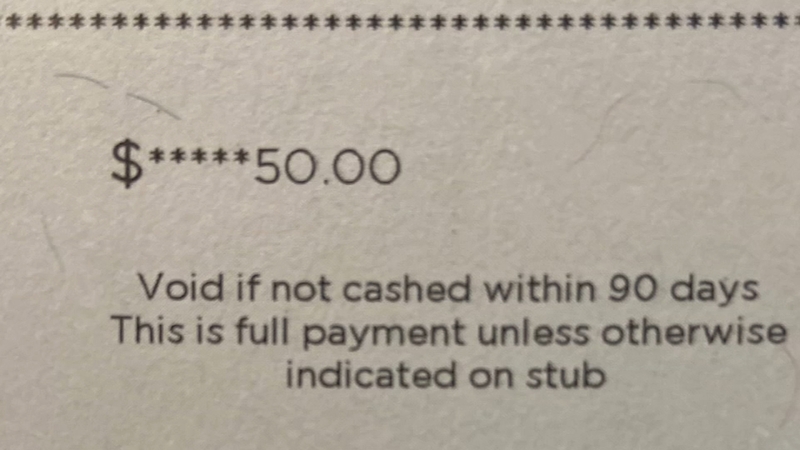 ************************************
$*****50.00
Void if not cashed within 90 days
This is full payment unless otherwise
indicated on stub